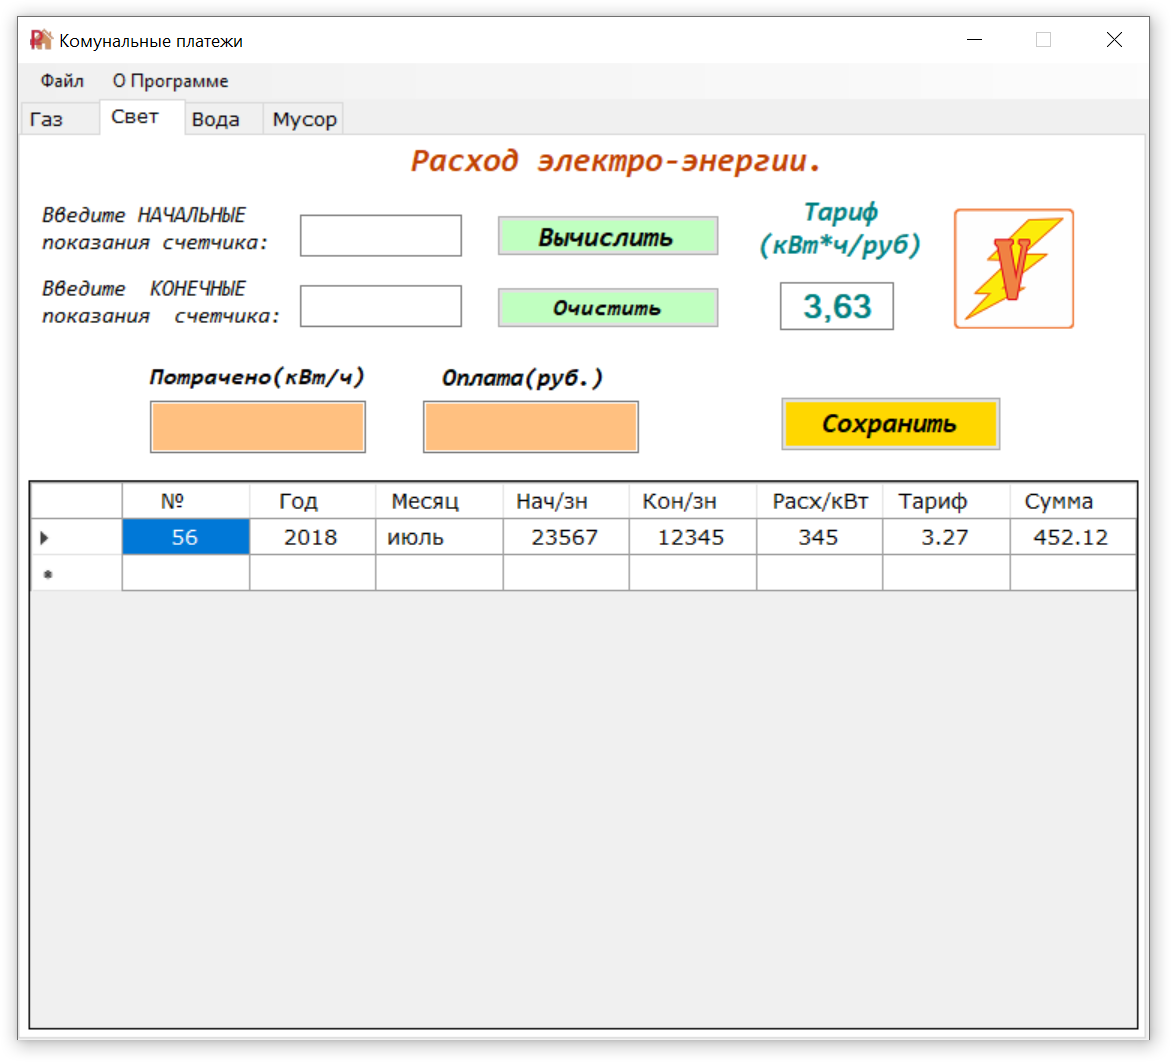 Комунальные платежи
Файл О Программе
Газ Свет Вода Мусор
Расход электро-энергии.
Введите НАЧАЛЬНЫЕ
показания счетчика:
Вычислить
Тариф
(кВт*ч/руб)
V
Введите КОНЕЧНЫЕ
показания счетчика:
Очистить
3,63
Потрачено(кВт/ч) Оплата(руб.)
Сохранить
№ Год Месяц Нач/зн Кон/зн Расх/кВт Тариф Сумма
56 2018 июль 23567 12345 345 3.27 452.12